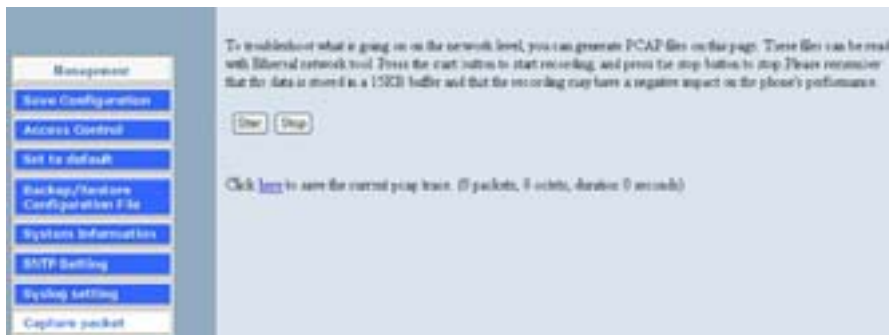 Management
Save Configuration
Access Control
Set to default
Backup/Restore
Configuration File
System Information
SNTP Setting
Syslog setting
Capture packet
To troubleshoot what is going on on the network level, you can generate PCAP files on this page. These files can be read
with Ethereal network tool. Press the start button to start recording, and press the stop button to stop. Please remember
that the data is stored in a 15KB buffer and that the recording may have a negative impact on the phone's performance.
Start Stop
Click here to save the current pcap trace. (0 packets, 0 octets, duration 0 seconds)